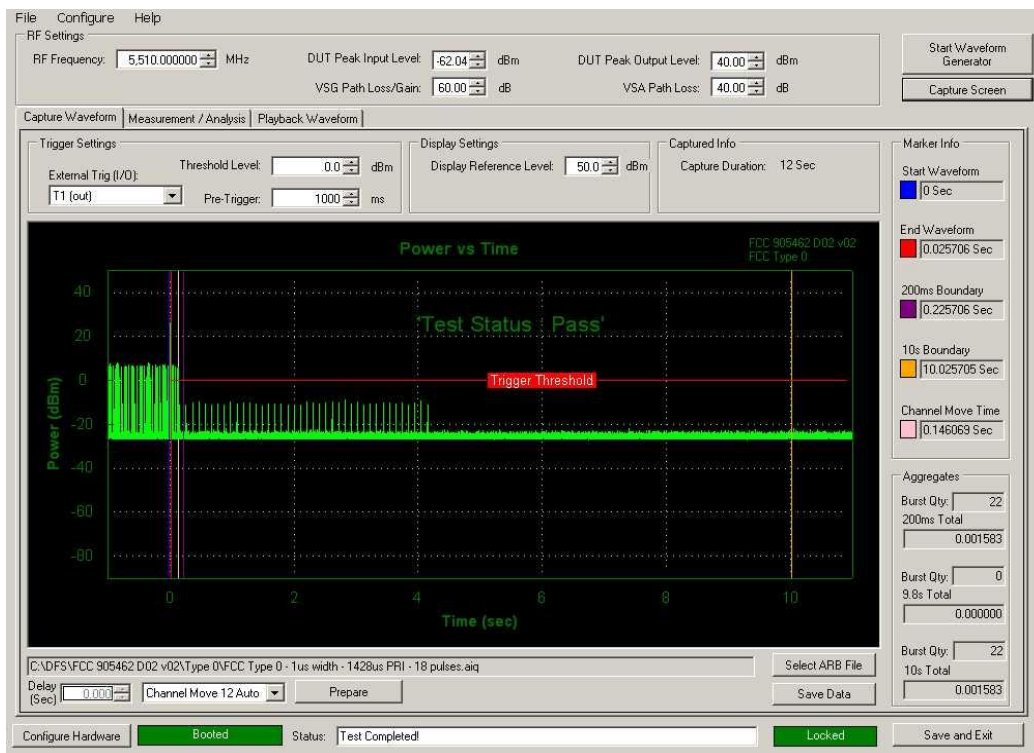 File Configure Help
RF Settings
RF Frequency: 5,510.000000 MHz
DUT Peak Input Level: -62.04 dBm
DUT Peak Output Level: 40.00 dBm
VSG Path Loss/Gain: 60.00 dB
VSA Path Loss: 40.00 dB
Start Waveform
Generator
Capture Screen
Capture Waveform Measurement / Analysis Playback Waveform
Trigger Settings
External Trig (I/O):
T1 (out)
Threshold Level: 0.0 dBm
Pre-Trigger: 1000 ms
Display Settings
Display Reference Level: 50.0 dBm
Captured Info
Capture Duration: 12 Sec
Marker Info
Start Waveform
0 Sec
End Waveform
0.025706 Sec
200ms Boundary
0.225706 Sec
10s Boundary
10.025705 Sec
Channel Move Time
0.146069 Sec
Power vs Time
FCC 905462 D02 v02
FCC Type 0
'Test Status : Pass'
Trigger Threshold
Power (dBm)
40
20
0
-20
-40
-60
-80
0 2 4 6 8 10
Time (sec)
Aggregates
Burst Qty: 22
200ms Total
0.001583
Burst Qty: 0
9.8s Total
0.000000
Burst Qty: 22
10s Total
0.001583
C:\DFS\FCC 905462 D02 v02\Type 0\FCC Type 0 - 1us width - 1428us PRI - 18 pulses.aiq
Select ARB File
Delay
(Sec) 0.000
Channel Move 12 Auto
Prepare
Save Data
Configure Hardware
Booted
Status: Test Completed!
Locked
Save and Exit